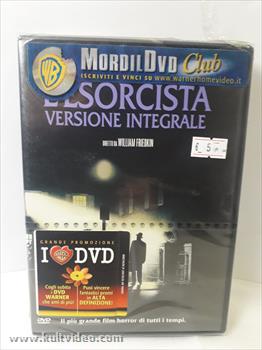 MORDILDVD Club
ISCRIVITI E VINCI SU www.warnerhomevideo.it
L'ESORCISTA
VERSIONE INTEGRALE
DIRETTO DA WILLIAM FRIEDKIN
€ 5
GRANDE PROMOZIONE
I DVD
Cogli subito
i DVD
WARNER
che ami di più!
Puoi vincere
fantastici premi
in ALTA
DEFINIZIONE!
DVD
Il più grande film horror di tutti i tempi.
www.kultvideo.com